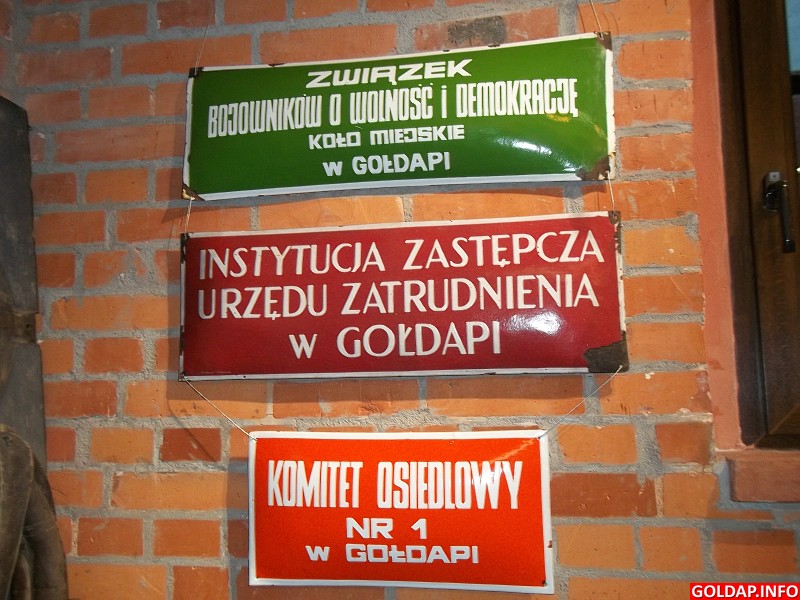 ZWIĄZEK
BOJOWNIKÓW O WOLNOŚĆ i DEMOKRACJĘ
KOŁO MIEJSKIE
w GOŁDAPI
INSTYTUCJA ZASTĘPCZA
URZĘDU ZATRUDNIENIA
w GOŁDAPI
KOMITET OSIEDLOWY
NR 1
w GOŁDAPI
GOLDAP.INFO